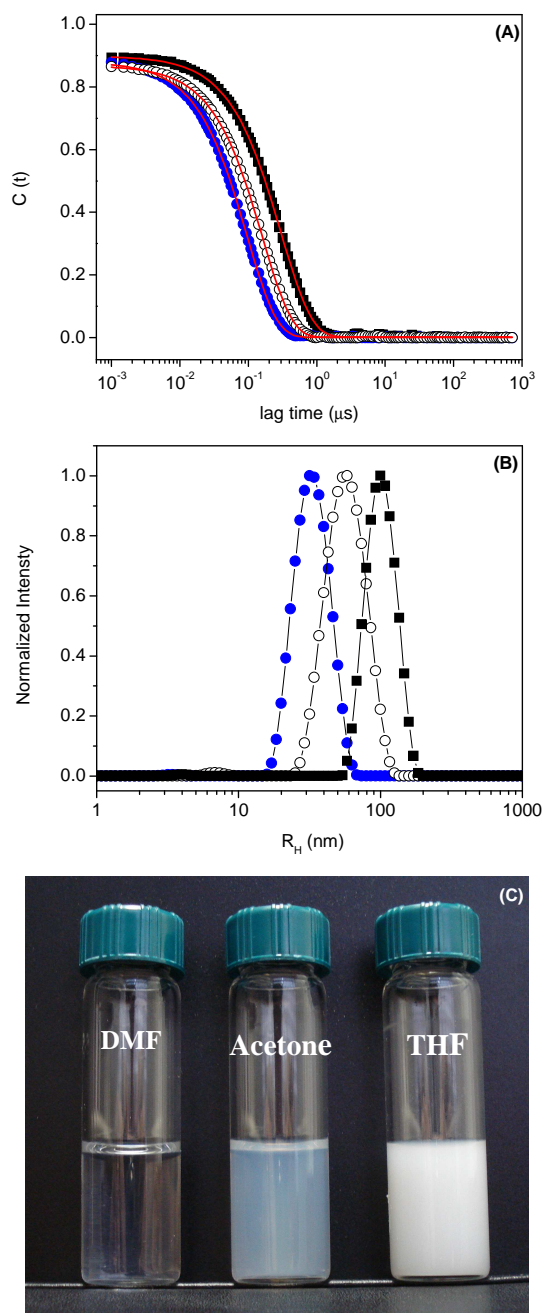 (A)
C (t)
1.0
0.8
0.6
0.4
0.2
0.0
10⁻³ 10⁻² 10⁻¹ 10⁰ 10¹ 10² 10³
lag time (μs)
(B)
Normalized Intensty
1.0
0.8
0.6
0.4
0.2
0.0
1 10 100 1000
R_H (nm)
(C)
DMF Acetone THF